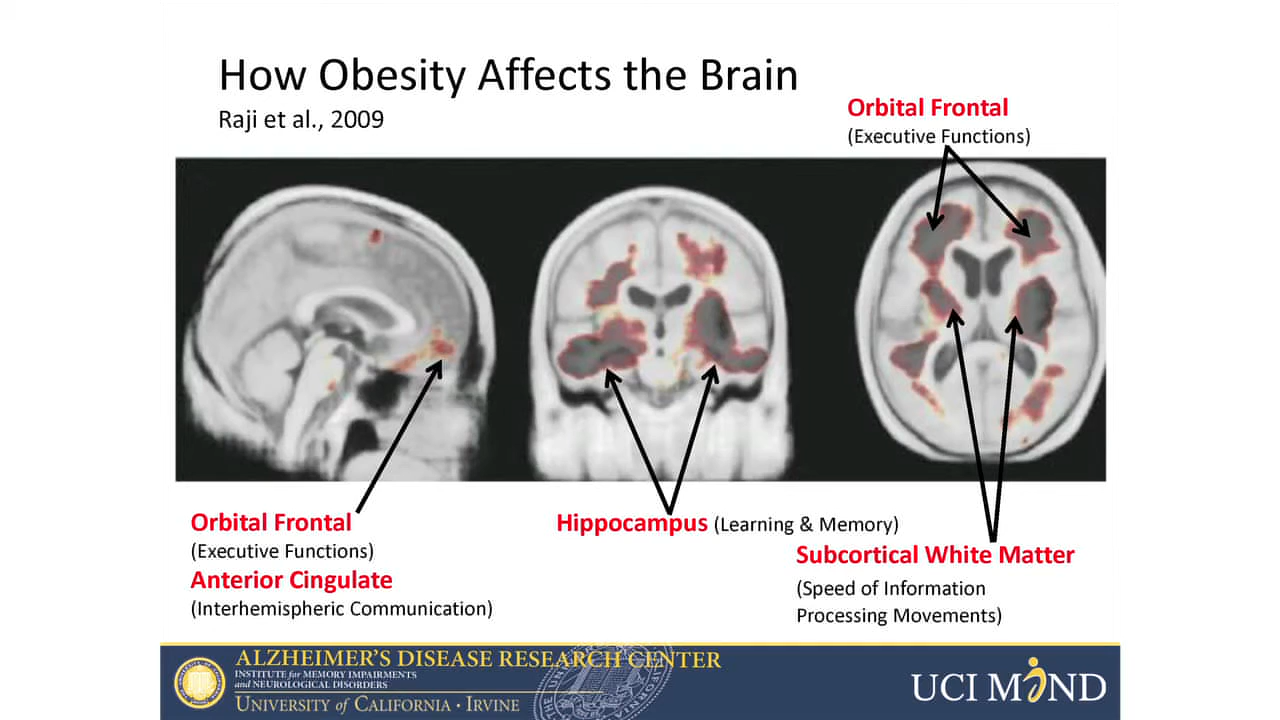 How Obesity Affects the Brain
Raji et al., 2009
Orbital Frontal
(Executive Functions)
Orbital Frontal
(Executive Functions)
Anterior Cingulate
(Interhemispheric Communication)
Hippocampus (Learning & Memory)
Subcortical White Matter
(Speed of Information
Processing Movements)
ALZHEIMER'S DISEASE RESEARCH CENTER
INSTITUTE for MEMORY IMPAIRMENTS
and NEUROLOGICAL DISORDERS
UNIVERSITY of CALIFORNIA • IRVINE
UCI MIND